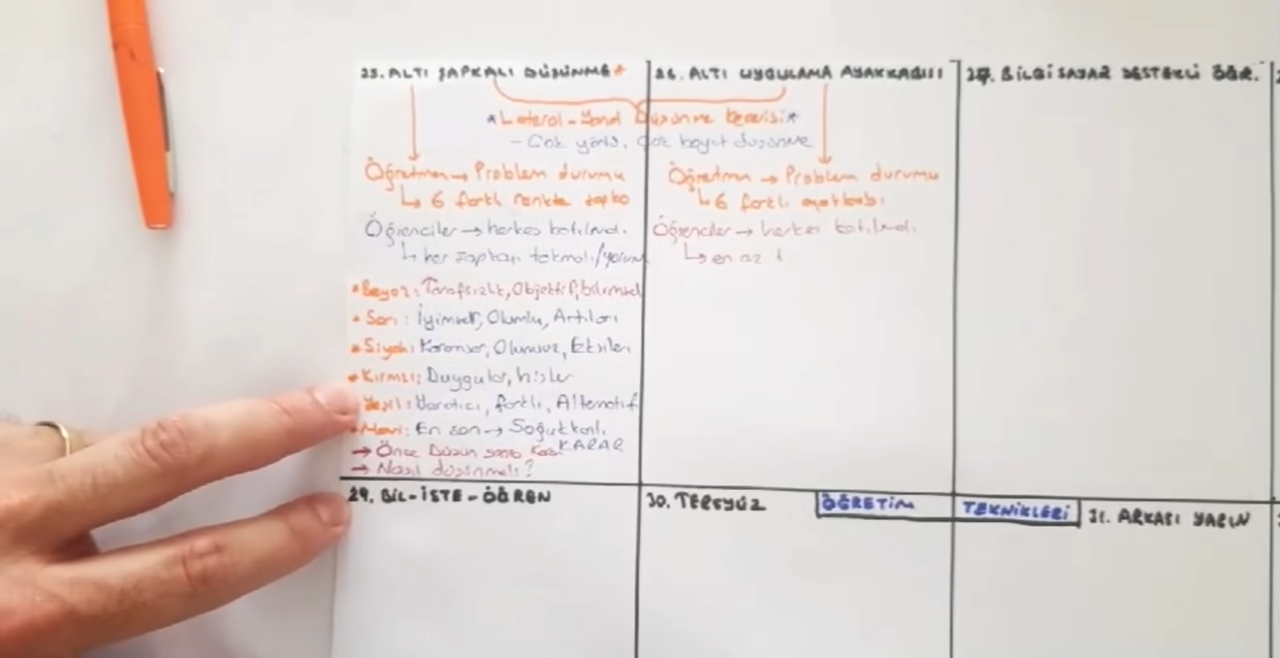 25. ALTI ŞAPKALI DÜŞÜNME*
*Lateral-Yanal Düşünme Becerisi*
- Çok yönlü, çok boyut düşünme
Öğretmen → Problem durumu
↳ 6 farklı renkte şapka
Öğrenciler → herkes katılmalı.
↳ her şapkayı takmalı/yorum
* Beyaz: Tarafsızlık, Objektif, bilimsel
* Sarı: İyimser, Olumlu, Artıları
* Siyah: Karamsar, Olumsuz, Eksiler
* Kırmızı: Duygular, hisler
Yeşil: Yaratıcı, farklı, Alternatif
* Mavi: En son → Soğukkanlı,
KARAR
→ Önce Düşün sonra
→ Nasıl düşünmeli?
26. ALTI UYGULAMA AYAKKABISI
Öğretmen → Problem durumu
↳ 6 farklı ayakkabı
Öğrenciler → herkes katılmalı.
↳ en az 1
27. BİLGİSAYAR DESTEKLİ ÖĞR.
2
29. BİL-İSTE-ÖĞREN
30. TERSYÜZ
ÖĞRETİM TEKNİKLERİ
31. ARKASI YARIN